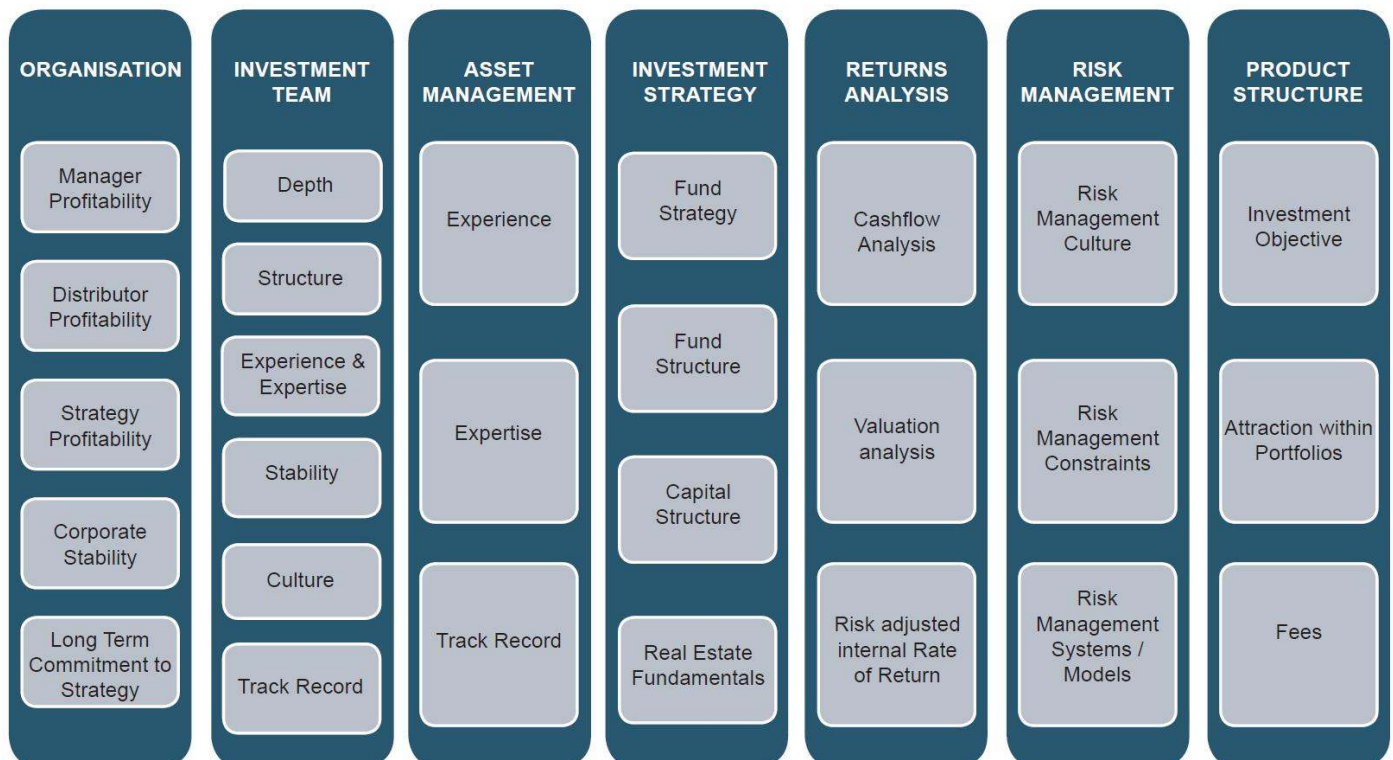 ORGANISATION
Manager
Profitability
Distributor
Profitability
Strategy
Profitability
Corporate
Stability
Long Term
Commitment to
Strategy
INVESTMENT
TEAM
Depth
Structure
Experience &
Expertise
Stability
Culture
Track Record
ASSET
MANAGEMENT
Experience
Expertise
Track Record
INVESTMENT
STRATEGY
Fund
Strategy
Fund
Structure
Capital
Structure
Real Estate
Fundamentals
RETURNS
ANALYSIS
Cashflow
Analysis
Valuation
analysis
Risk adjusted
internal Rate
of Return
RISK
MANAGEMENT
Risk
Management
Culture
Risk
Management
Constraints
Risk
Management
Systems /
Models
PRODUCT
STRUCTURE
Investment
Objective
Attraction within
Portfolios
Fees